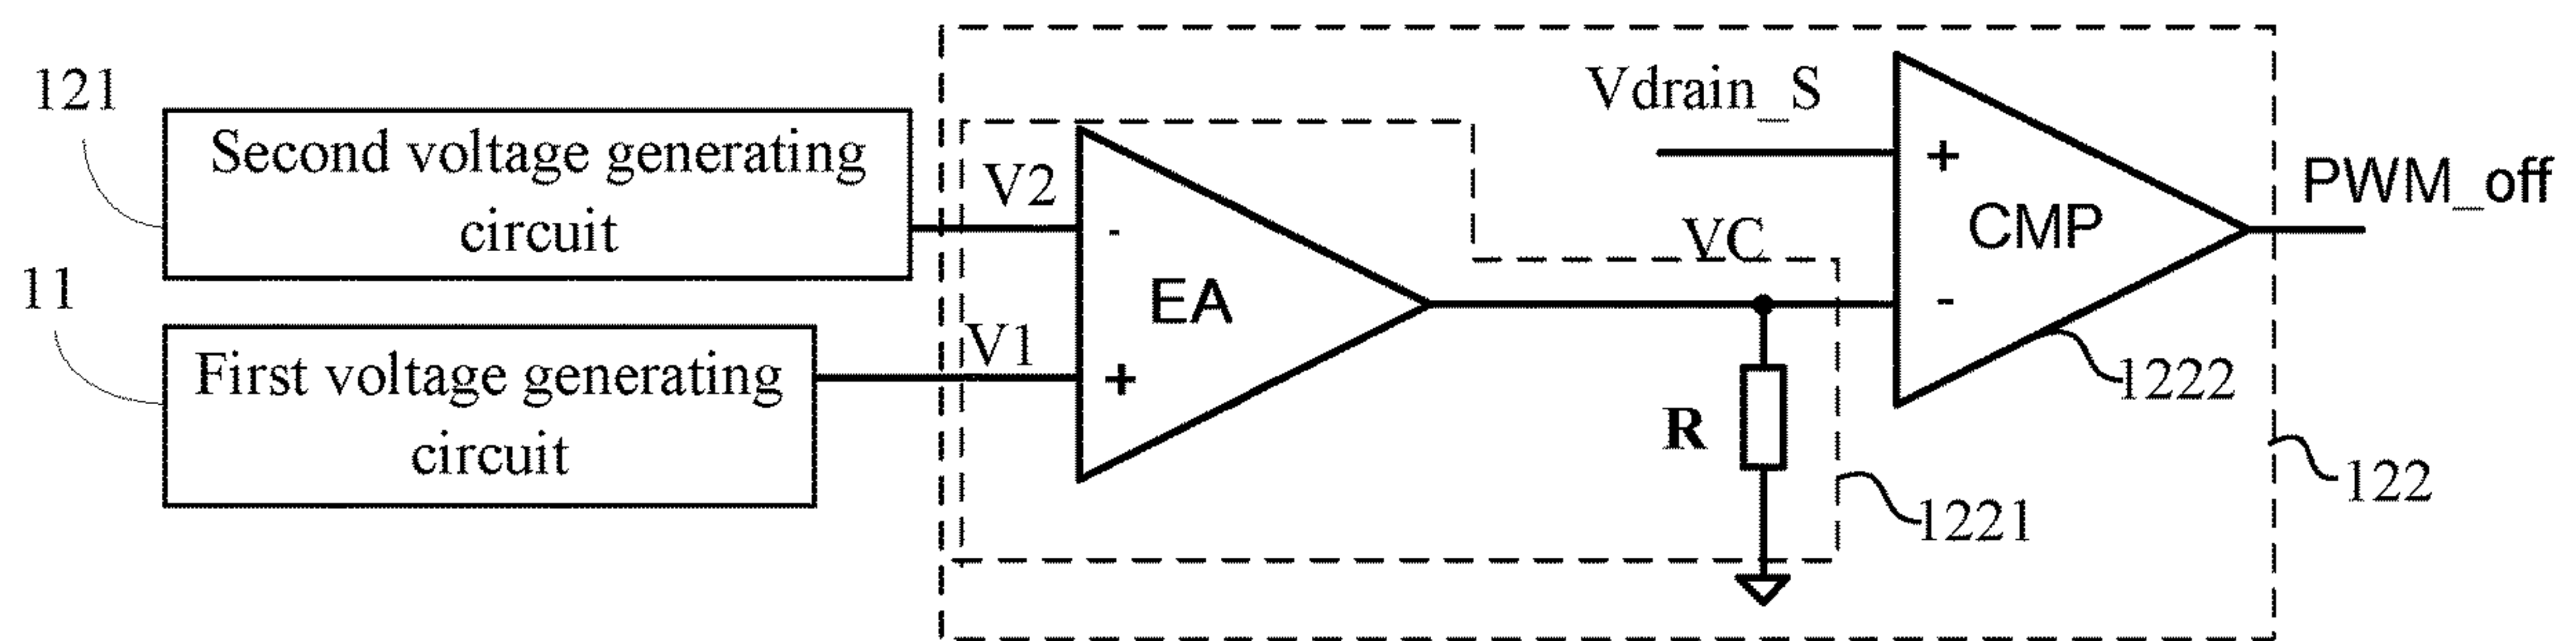 121
Second voltage generating
circuit
11
First voltage generating
circuit
V2
-
V1
+
EA
Vdrain_S
VC
+
CMP
-
PWM_off
R
1222
1221
122